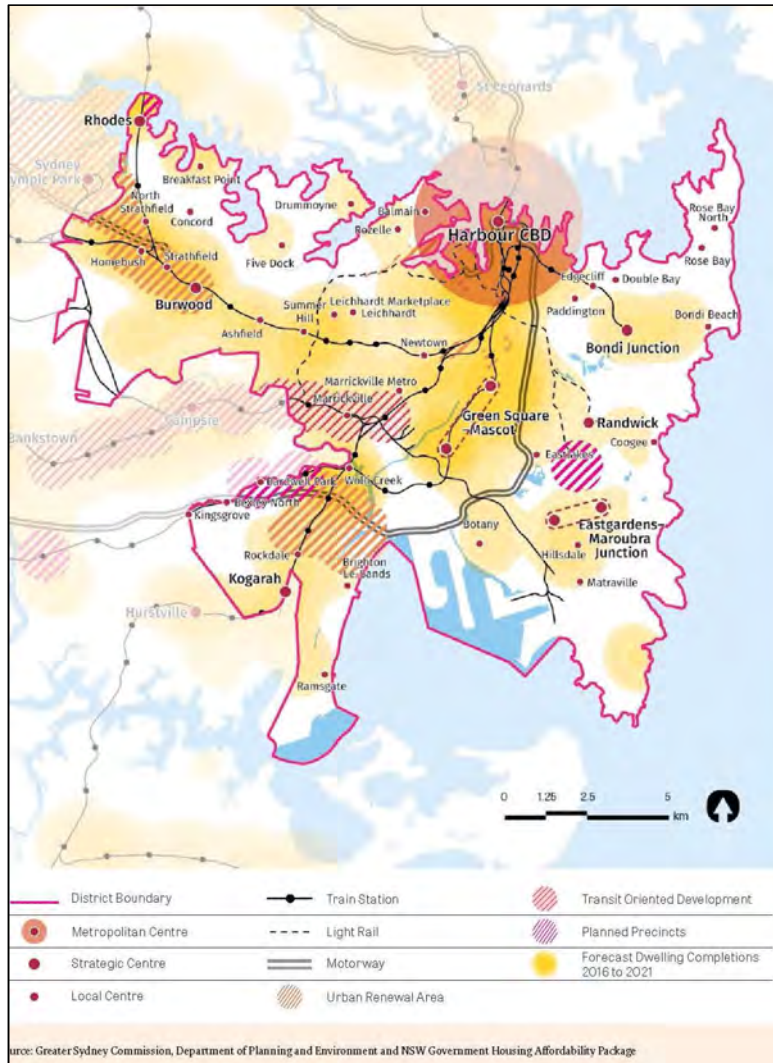 St Leonards
Rhodes
Sydney
ympic Park
Breakfast Point
North
Strathfield
Concord
Drummoyne
Balmain
Rozelle
Harbour CBD
Rose Bay
North
Rose Bay
Homebush
Strathfield
Five Dock
Edgecliff
Double Bay
Burwood
Summer
Hill
Leichhardt Marketplace
Leichhardt
Paddington
Bondi Beach
Ashfield
Newtown
Bondi Junction
Marrickville Metro
Marrickville
Campsie
Green Square
-Mascot
Randwick
Coogee
Bankstown
Eastlakes
Bardwell Park
Wolli Creek
Bexley North
Kingsgrove
Botany
Eastgardens-
Maroubra
Junction
Rockdale
Hillsdale
Brighton
Le-Sands
Kogarah
Matraville
Hurstville
Ramsgate
0 1.25 2.5 5
km
District Boundary
Train Station
Transit Oriented Development
Metropolitan Centre
Light Rail
Planned Precincts
Strategic Centre
Motorway
Forecast Dwelling Completions
2016 to 2021
Local Centre
Urban Renewal Area
urce: Greater Sydney Commission, Department of Planning and Environment and NSW Government Housing Affordability Package